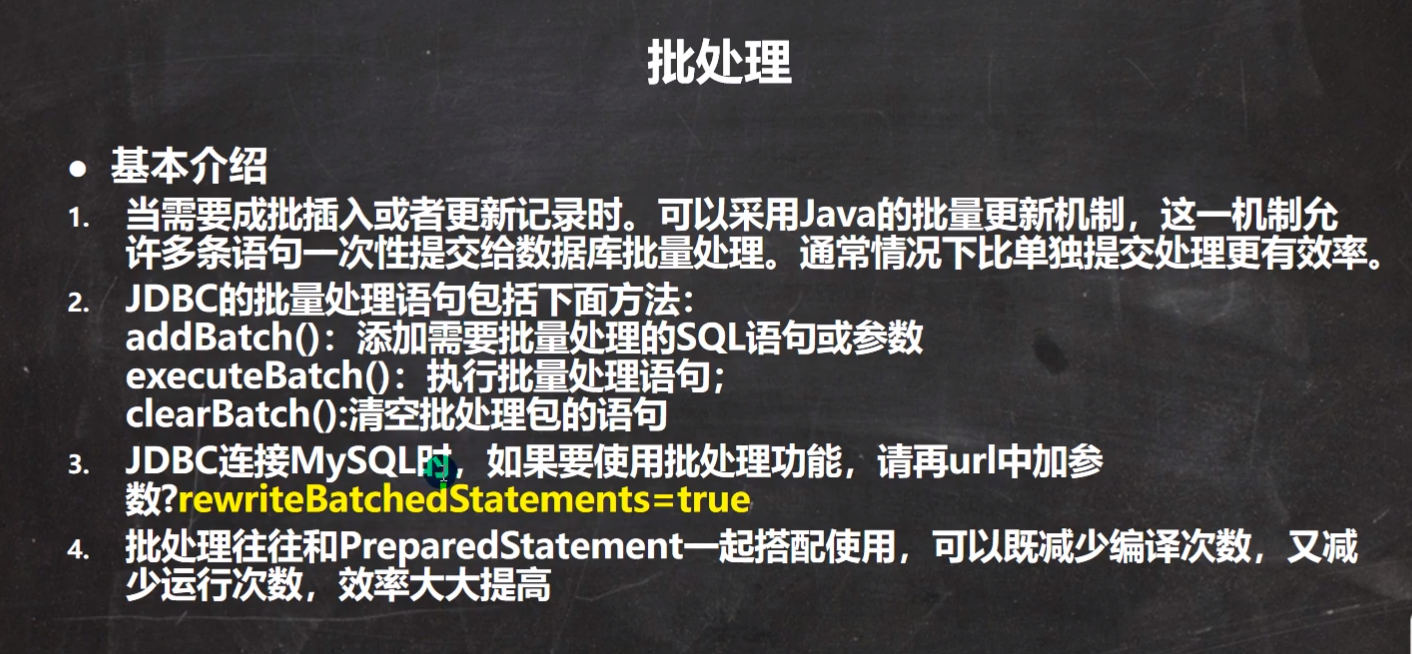 批处理
● 基本介绍
1. 当需要成批插入或者更新记录时。可以采用Java的批量更新机制，这一机制允
许多条语句一次性提交给数据库批量处理。通常情况下比单独提交处理更有效率。
2. JDBC的批量处理语句包括下面方法：
addBatch()：添加需要批量处理的SQL语句或参数
executeBatch()：执行批量处理语句；
clearBatch():清空批处理包的语句
3. JDBC连接MySQL时，如果要使用批处理功能，请再url中加参
数?rewriteBatchedStatements=true
4. 批处理往往和PreparedStatement一起搭配使用，可以既减少编译次数，又减
少运行次数，效率大大提高